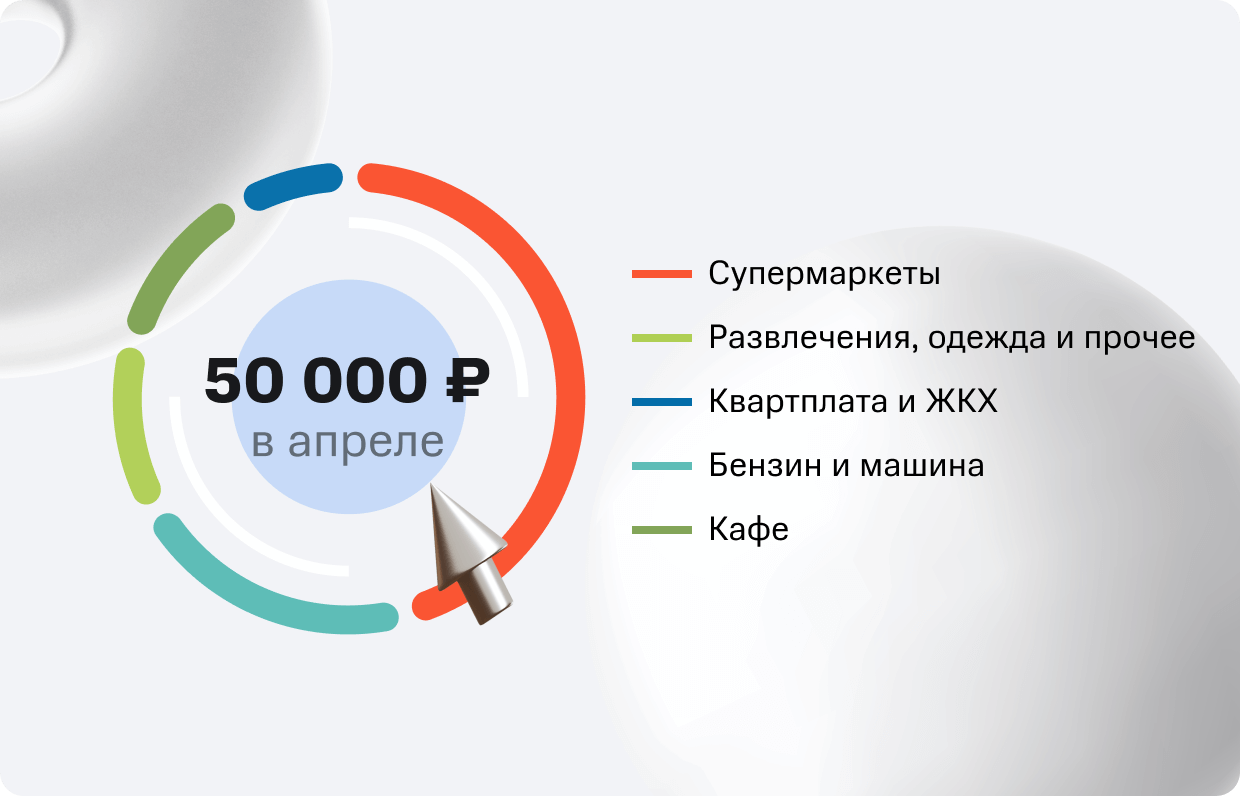 50 000 ₽
в апреле
Супермаркеты
Развлечения, одежда и прочее
Квартплата и ЖКХ
Бензин и машина
Кафе